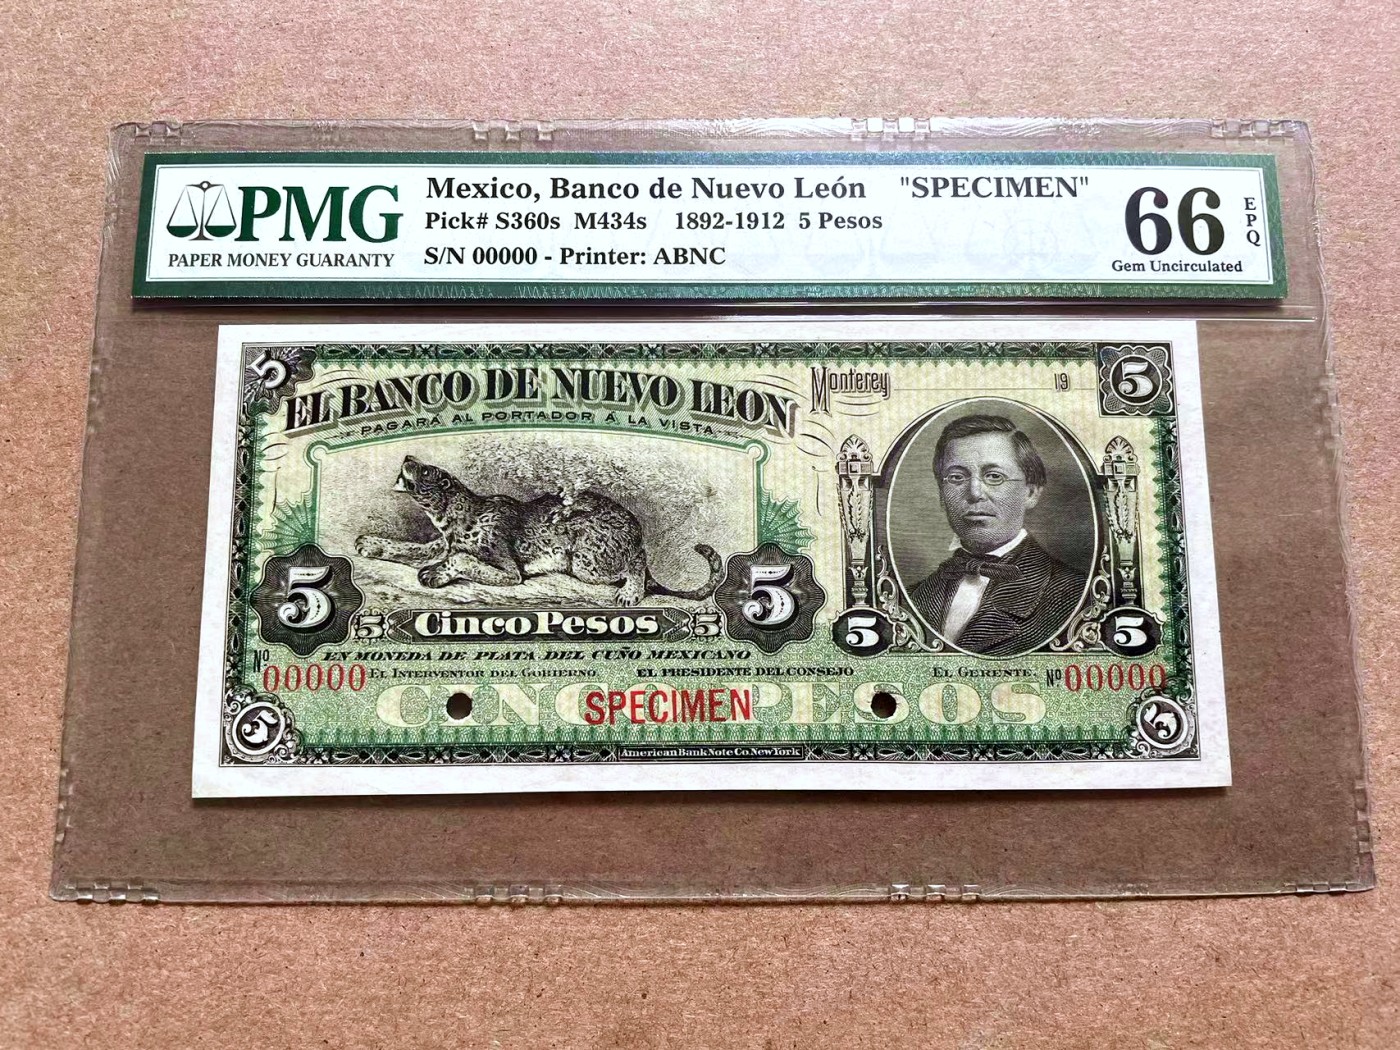 PMG
PAPER MONEY GUARANTY
Mexico, Banco de Nuevo León "SPECIMEN"
Pick# S360s M434s 1892-1912 5 Pesos
S/N 00000 - Printer: ABNC
66
EPQ
Gem Uncirculated
5
EL BANCO DE NUEVO LEON
PAGARÁ AL PORTADOR Á LA VISTA
Monterey 19
5
5
5
5 Cinco Pesos 5
5
5
EN MONEDA DE PLATA DEL CUÑO MEXICANO
Nº 00000
EL INTERVENTOR DEL GOBIERNO
EL PRESIDENTE DEL CONSEJO
EL GERENTE.
Nº 00000
CINCO PESOS
SPECIMEN
5
5
American Bank Note Co. New York